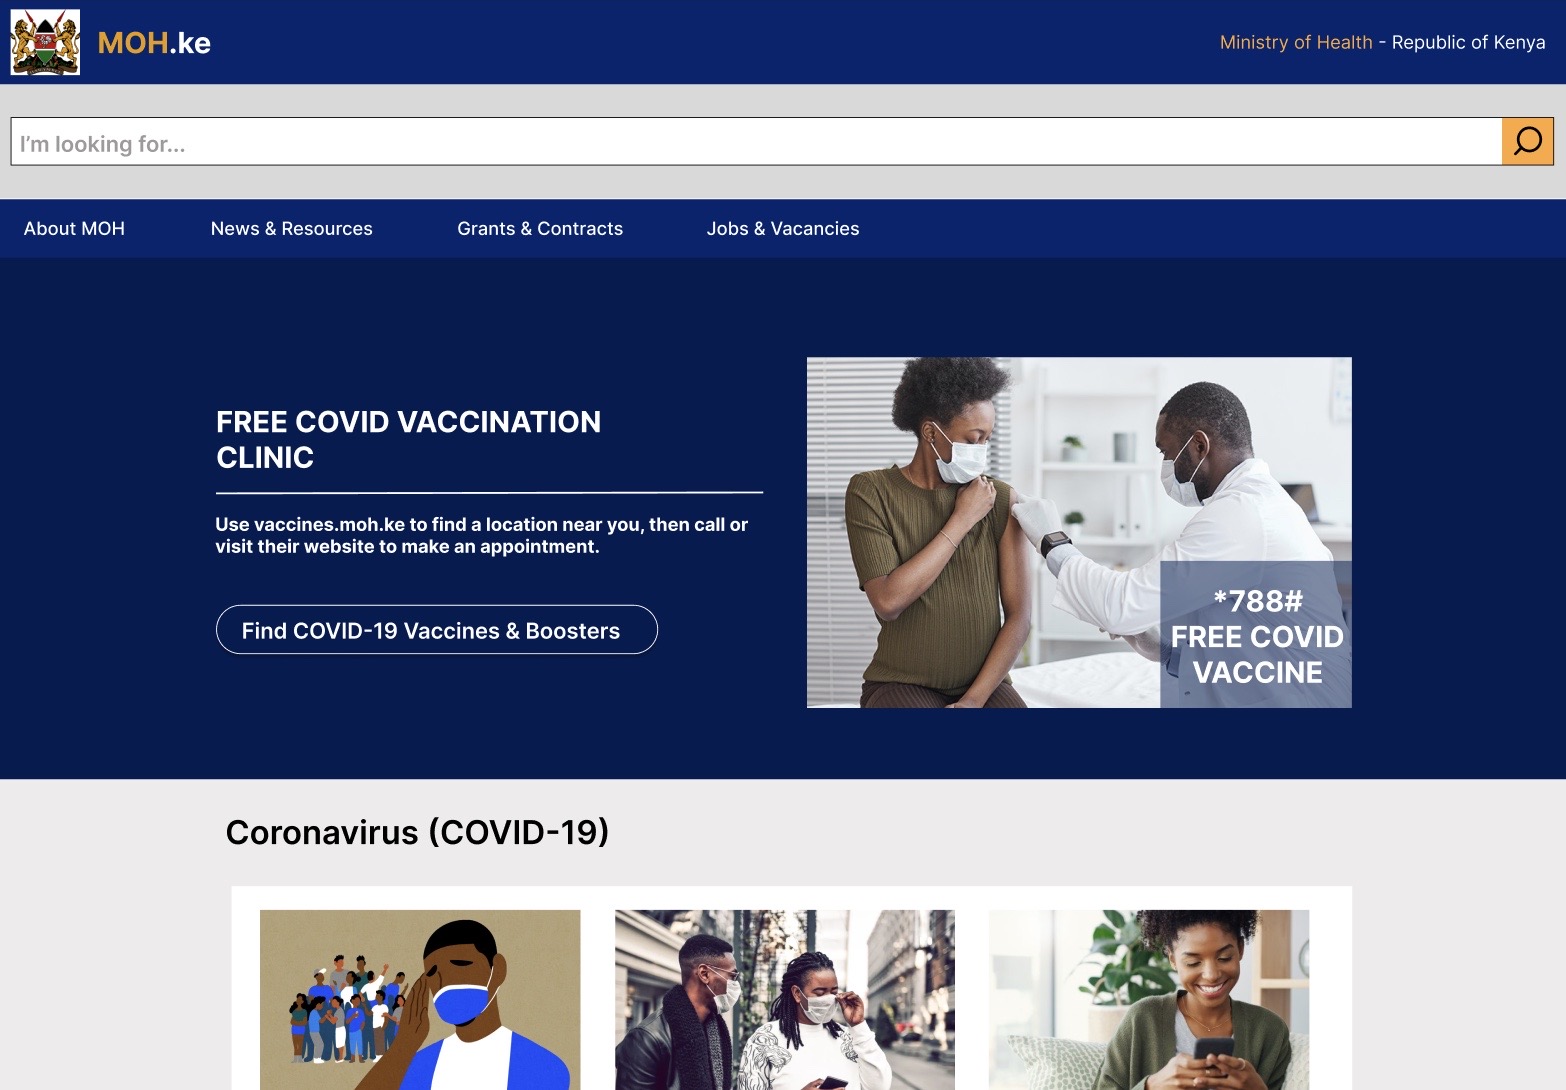 MOH.ke
Ministry of Health - Republic of Kenya
I'm looking for...
About MOH
News & Resources
Grants & Contracts
Jobs & Vacancies
FREE COVID VACCINATION
CLINIC
Use vaccines.moh.ke to find a location near you, then call or
visit their website to make an appointment.
Find COVID-19 Vaccines & Boosters
*788#
FREE COVID
VACCINE
Coronavirus (COVID-19)